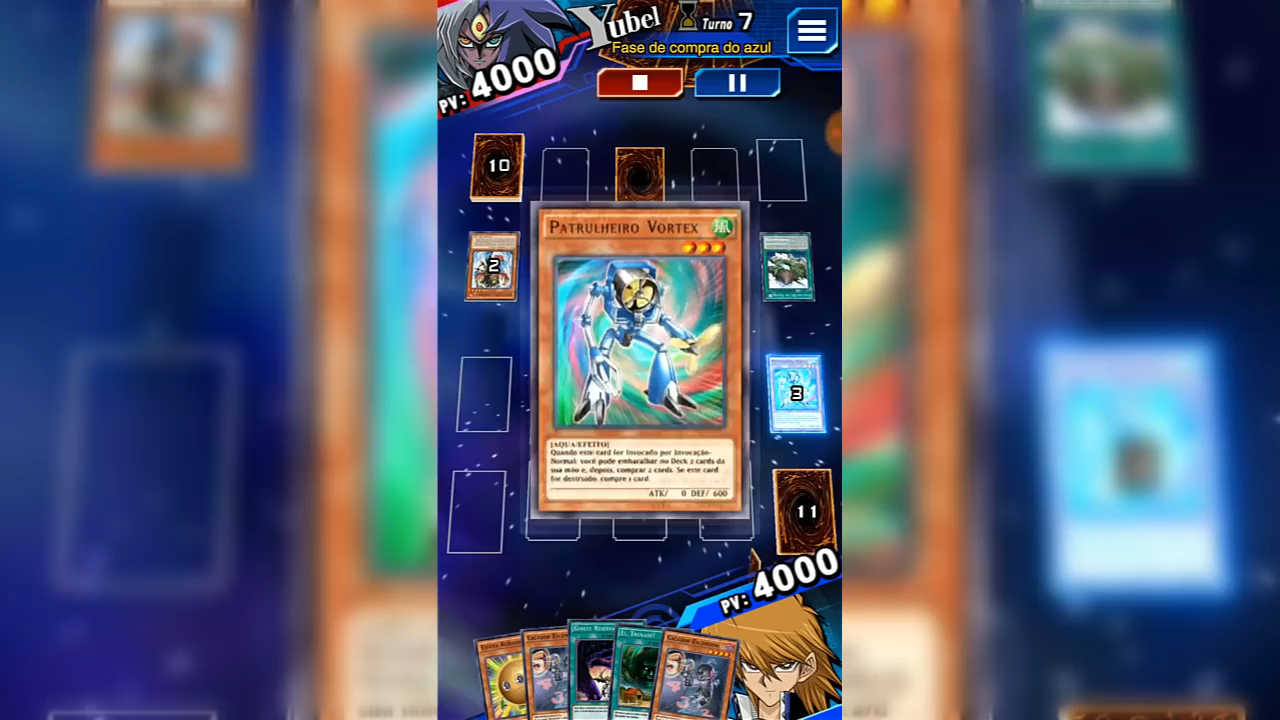 Yubel
Turno 7
Fase de compra do azul
PV: 4000
10
2
PATRULHEIRO VORTEX
[AQUA/EFEITO]
Quando este card for Invocado por Invocação-
Normal: você pode embaralhar no Deck 2 cards da
sua mão e, depois, comprar 2 cards. Se este card
for destruído: compre 1 card.
ATK/ 0 DEF/ 600
3
11
PV: 4000